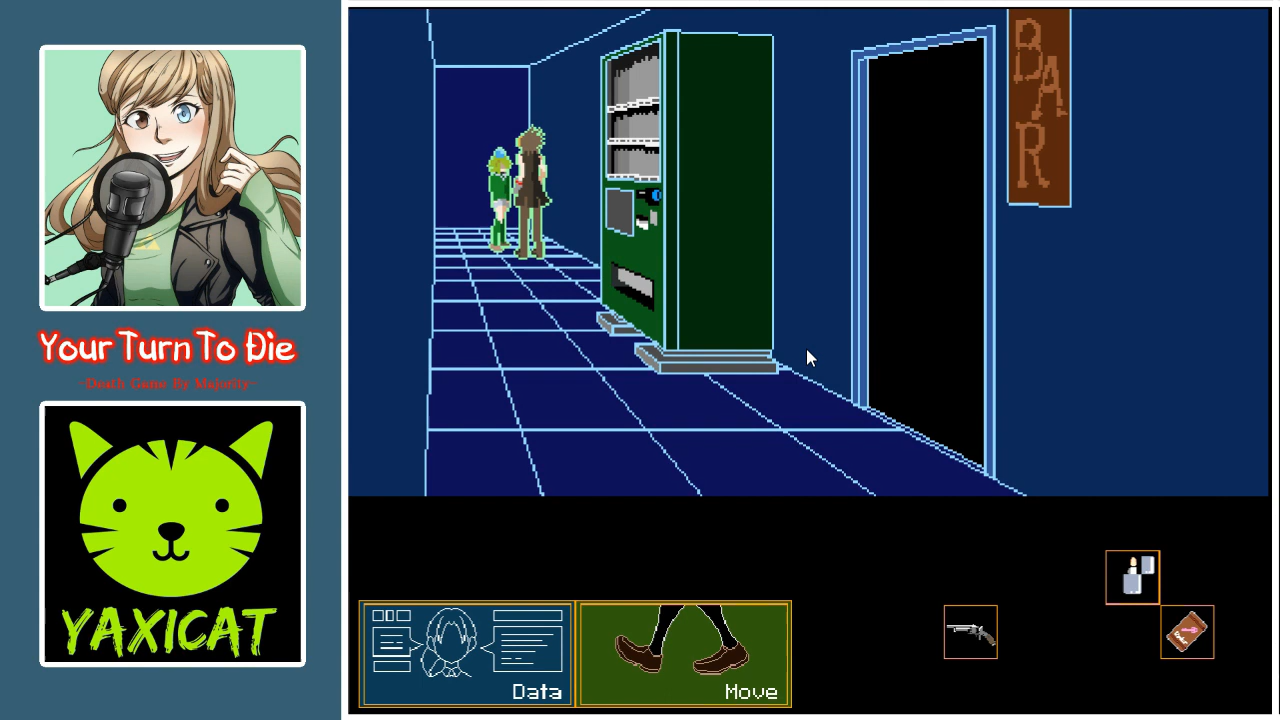 Your Turn To Die
-Death Game By Majority-
YAXICAT
BAR
Data
Move